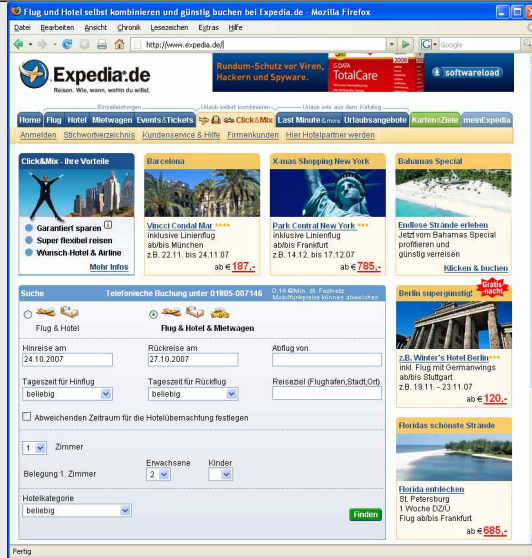 Flug und Hotel selbst kombinieren und günstig buchen bei Expedia.de - Mozilla Firefox
Datei Bearbeiten Ansicht Chronik Lesezeichen Extras Hilfe
http://www.expedia.de/
Google
Expedia.de
Reisen. Wie, wann, wohin du willst.
Rundum-Schutz vor Viren, Hackern und Spyware.
G DATA
TotalCare
2008
softwareload
Einzelleistungen
Urlaub selbst kombinieren
Urlaub wie aus dem Katalog
Home Flug Hotel Mietwagen Events&Tickets Click&Mix Last Minute&more Urlaubsangebote Karten&Ziele meinExpedia
Anmelden Stichwortverzeichnis Kundenservice & Hilfe Firmenkunden Hier Hotelpartner werden
Click&Mix - Ihre Vorteile
Garantiert sparen
Super flexibel reisen
Wunsch-Hotel & Airline
Mehr Infos
Barcelona
Vincci Condal Mar ****
inklusive Linienflug
ab/bis München
z.B. 22.11. bis 24.11.07
ab € 187,-
X-mas Shopping New York
Park Central New York ***
inklusive Linienflug
ab/bis Frankfurt
z.B. 14.12. bis 17.12.07
ab € 785,-
Bahamas Special
Endlose Strände erleben
Jetzt vom Bahamas Special
profitieren und
günstig verreisen
Klicken & buchen
Suche
Telefonische Buchung unter 01805-007146
0,14 €/Min. dt. Festnetz
Mobilfunkpreise können abweichen
Flug & Hotel
Flug & Hotel & Mietwagen
Hinreise am
Rückreise am
Abflug von
24.10.2007
27.10.2007
Tageszeit für Hinflug
Tageszeit für Rückflug
Reiseziel (Flughafen,Stadt,Ort)
beliebig
beliebig
Abweichenden Zeitraum für die Hotelübernachtung festlegen
1 Zimmer
Erwachsene
Kinder
Belegung 1. Zimmer
2
Hotelkategorie
beliebig
Finden
Berlin supergünstig!
Gratis-nacht
z.B. Winter's Hotel Berlin***
inkl. Flug mit Germanwings
ab/bis Stuttgart
z.B. 19.11. - 23.11.07
ab € 120,-
Floridas schönste Strände
Florida entdecken
St. Petersburg
1 Woche DZ/Ü
Flug ab/bis Frankfurt
ab € 685,-
Fertig